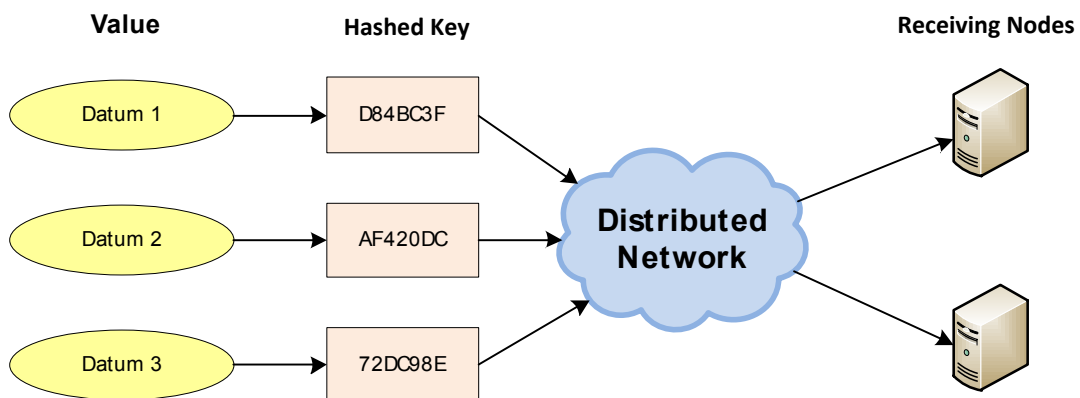 Value
Hashed Key
Receiving Nodes
Datum 1
D84BC3F
Datum 2
AF420DC
Distributed
Network
Datum 3
72DC98E